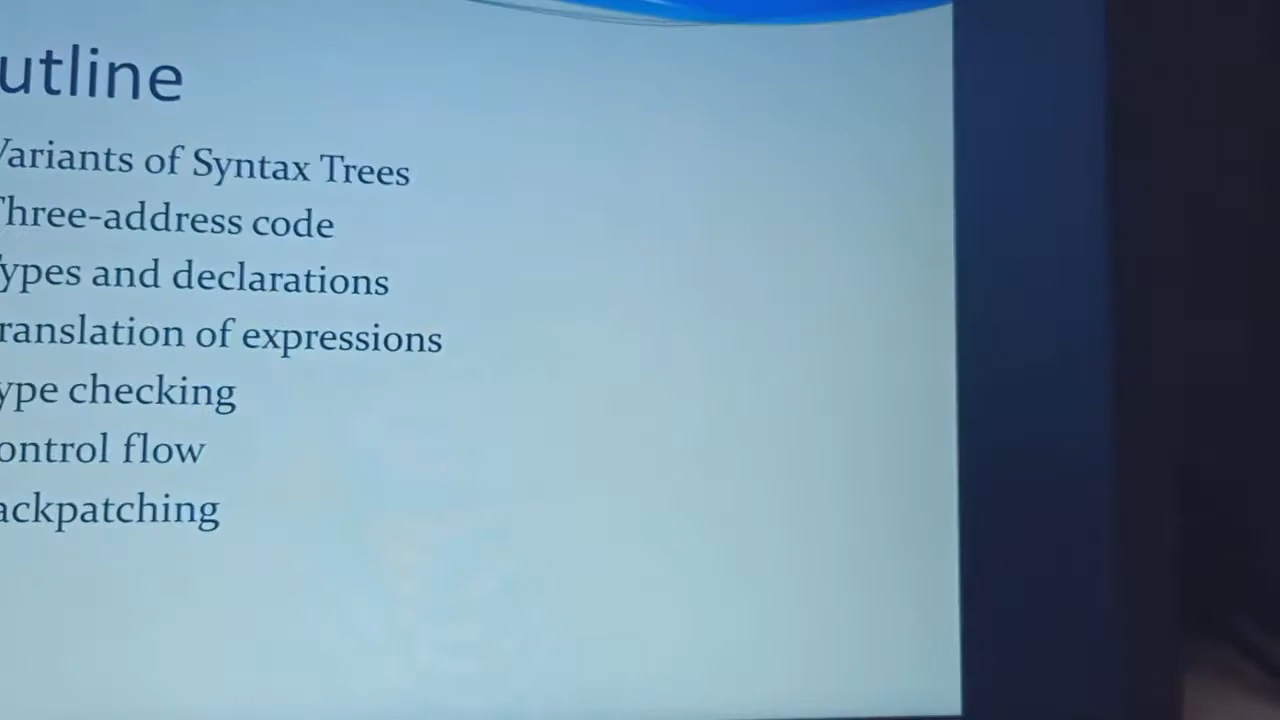 utline
Variants of Syntax Trees
Three-address code
ypes and declarations
ranslation of expressions
ype checking
ontrol flow
ackpatching